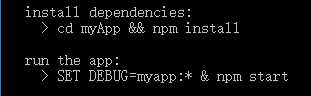 install dependencies:
> cd myApp && npm install
run the app:
> SET DEBUG=myapp:* & npm start